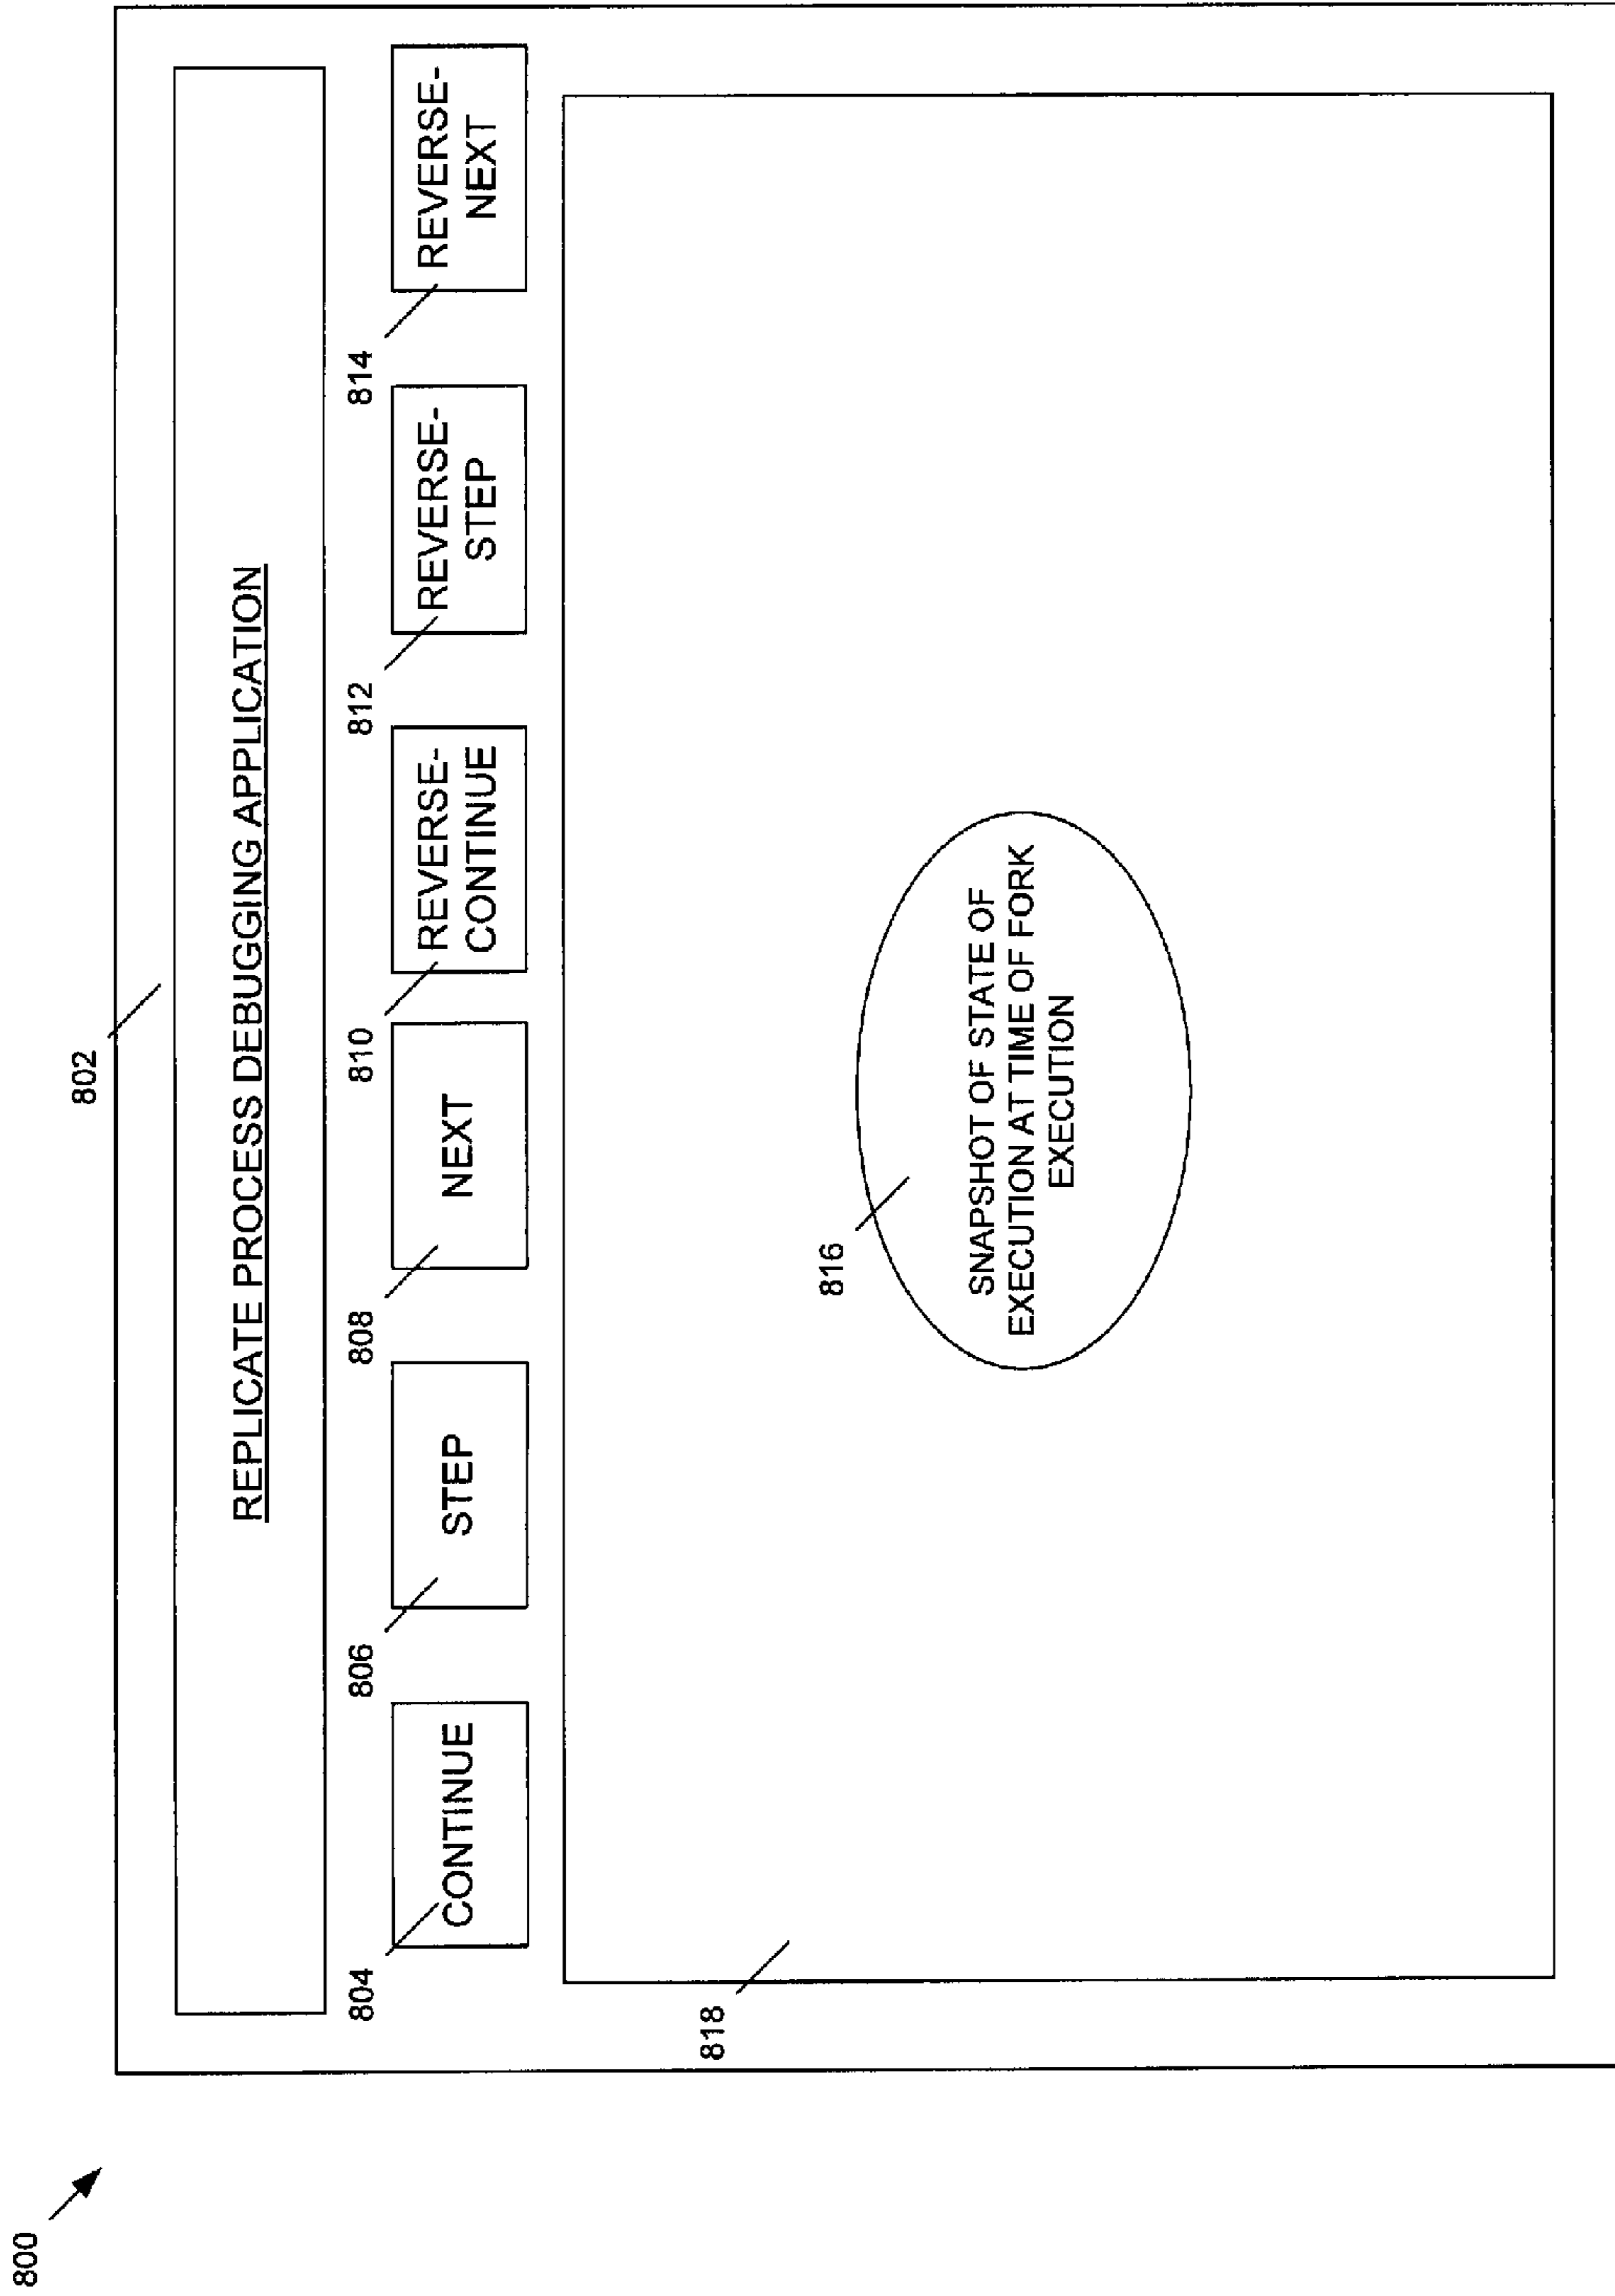 800
802
REPLICATE PROCESS DEBUGGING APPLICATION
804
806
808
810
812
814
CONTINUE
STEP
NEXT
REVERSE-
CONTINUE
REVERSE-
STEP
REVERSE-
NEXT
818
816
SNAPSHOT OF STATE OF
EXECUTION AT TIME OF FORK
EXECUTION